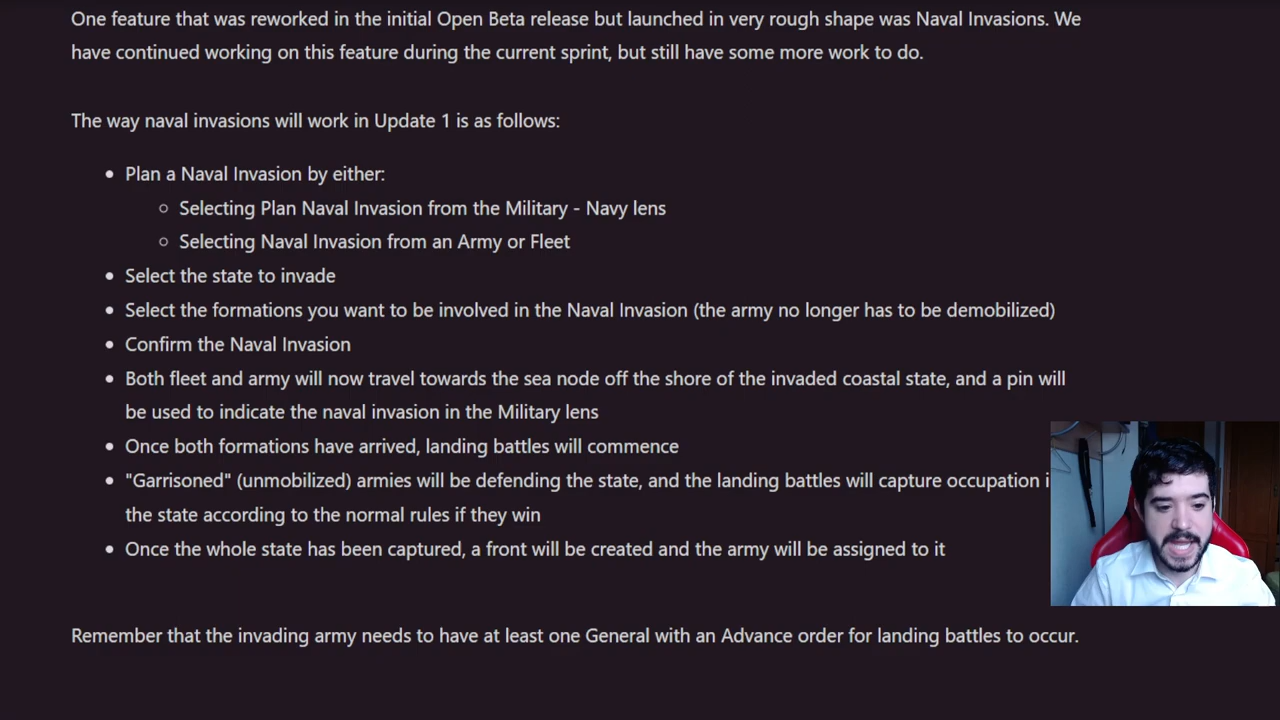 One feature that was reworked in the initial Open Beta release but launched in very rough shape was Naval Invasions. We
have continued working on this feature during the current sprint, but still have some more work to do.
The way naval invasions will work in Update 1 is as follows:
• Plan a Naval Invasion by either:
○ Selecting Plan Naval Invasion from the Military - Navy lens
○ Selecting Naval Invasion from an Army or Fleet
• Select the state to invade
• Select the formations you want to be involved in the Naval Invasion (the army no longer has to be demobilized)
• Confirm the Naval Invasion
• Both fleet and army will now travel towards the sea node off the shore of the invaded coastal state, and a pin will
be used to indicate the naval invasion in the Military lens
• Once both formations have arrived, landing battles will commence
• "Garrisoned" (unmobilized) armies will be defending the state, and the landing battles will capture occupation
the state according to the normal rules if they win
• Once the whole state has been captured, a front will be created and the army will be assigned to it
Remember that the invading army needs to have at least one General with an Advance order for landing battles to occur.